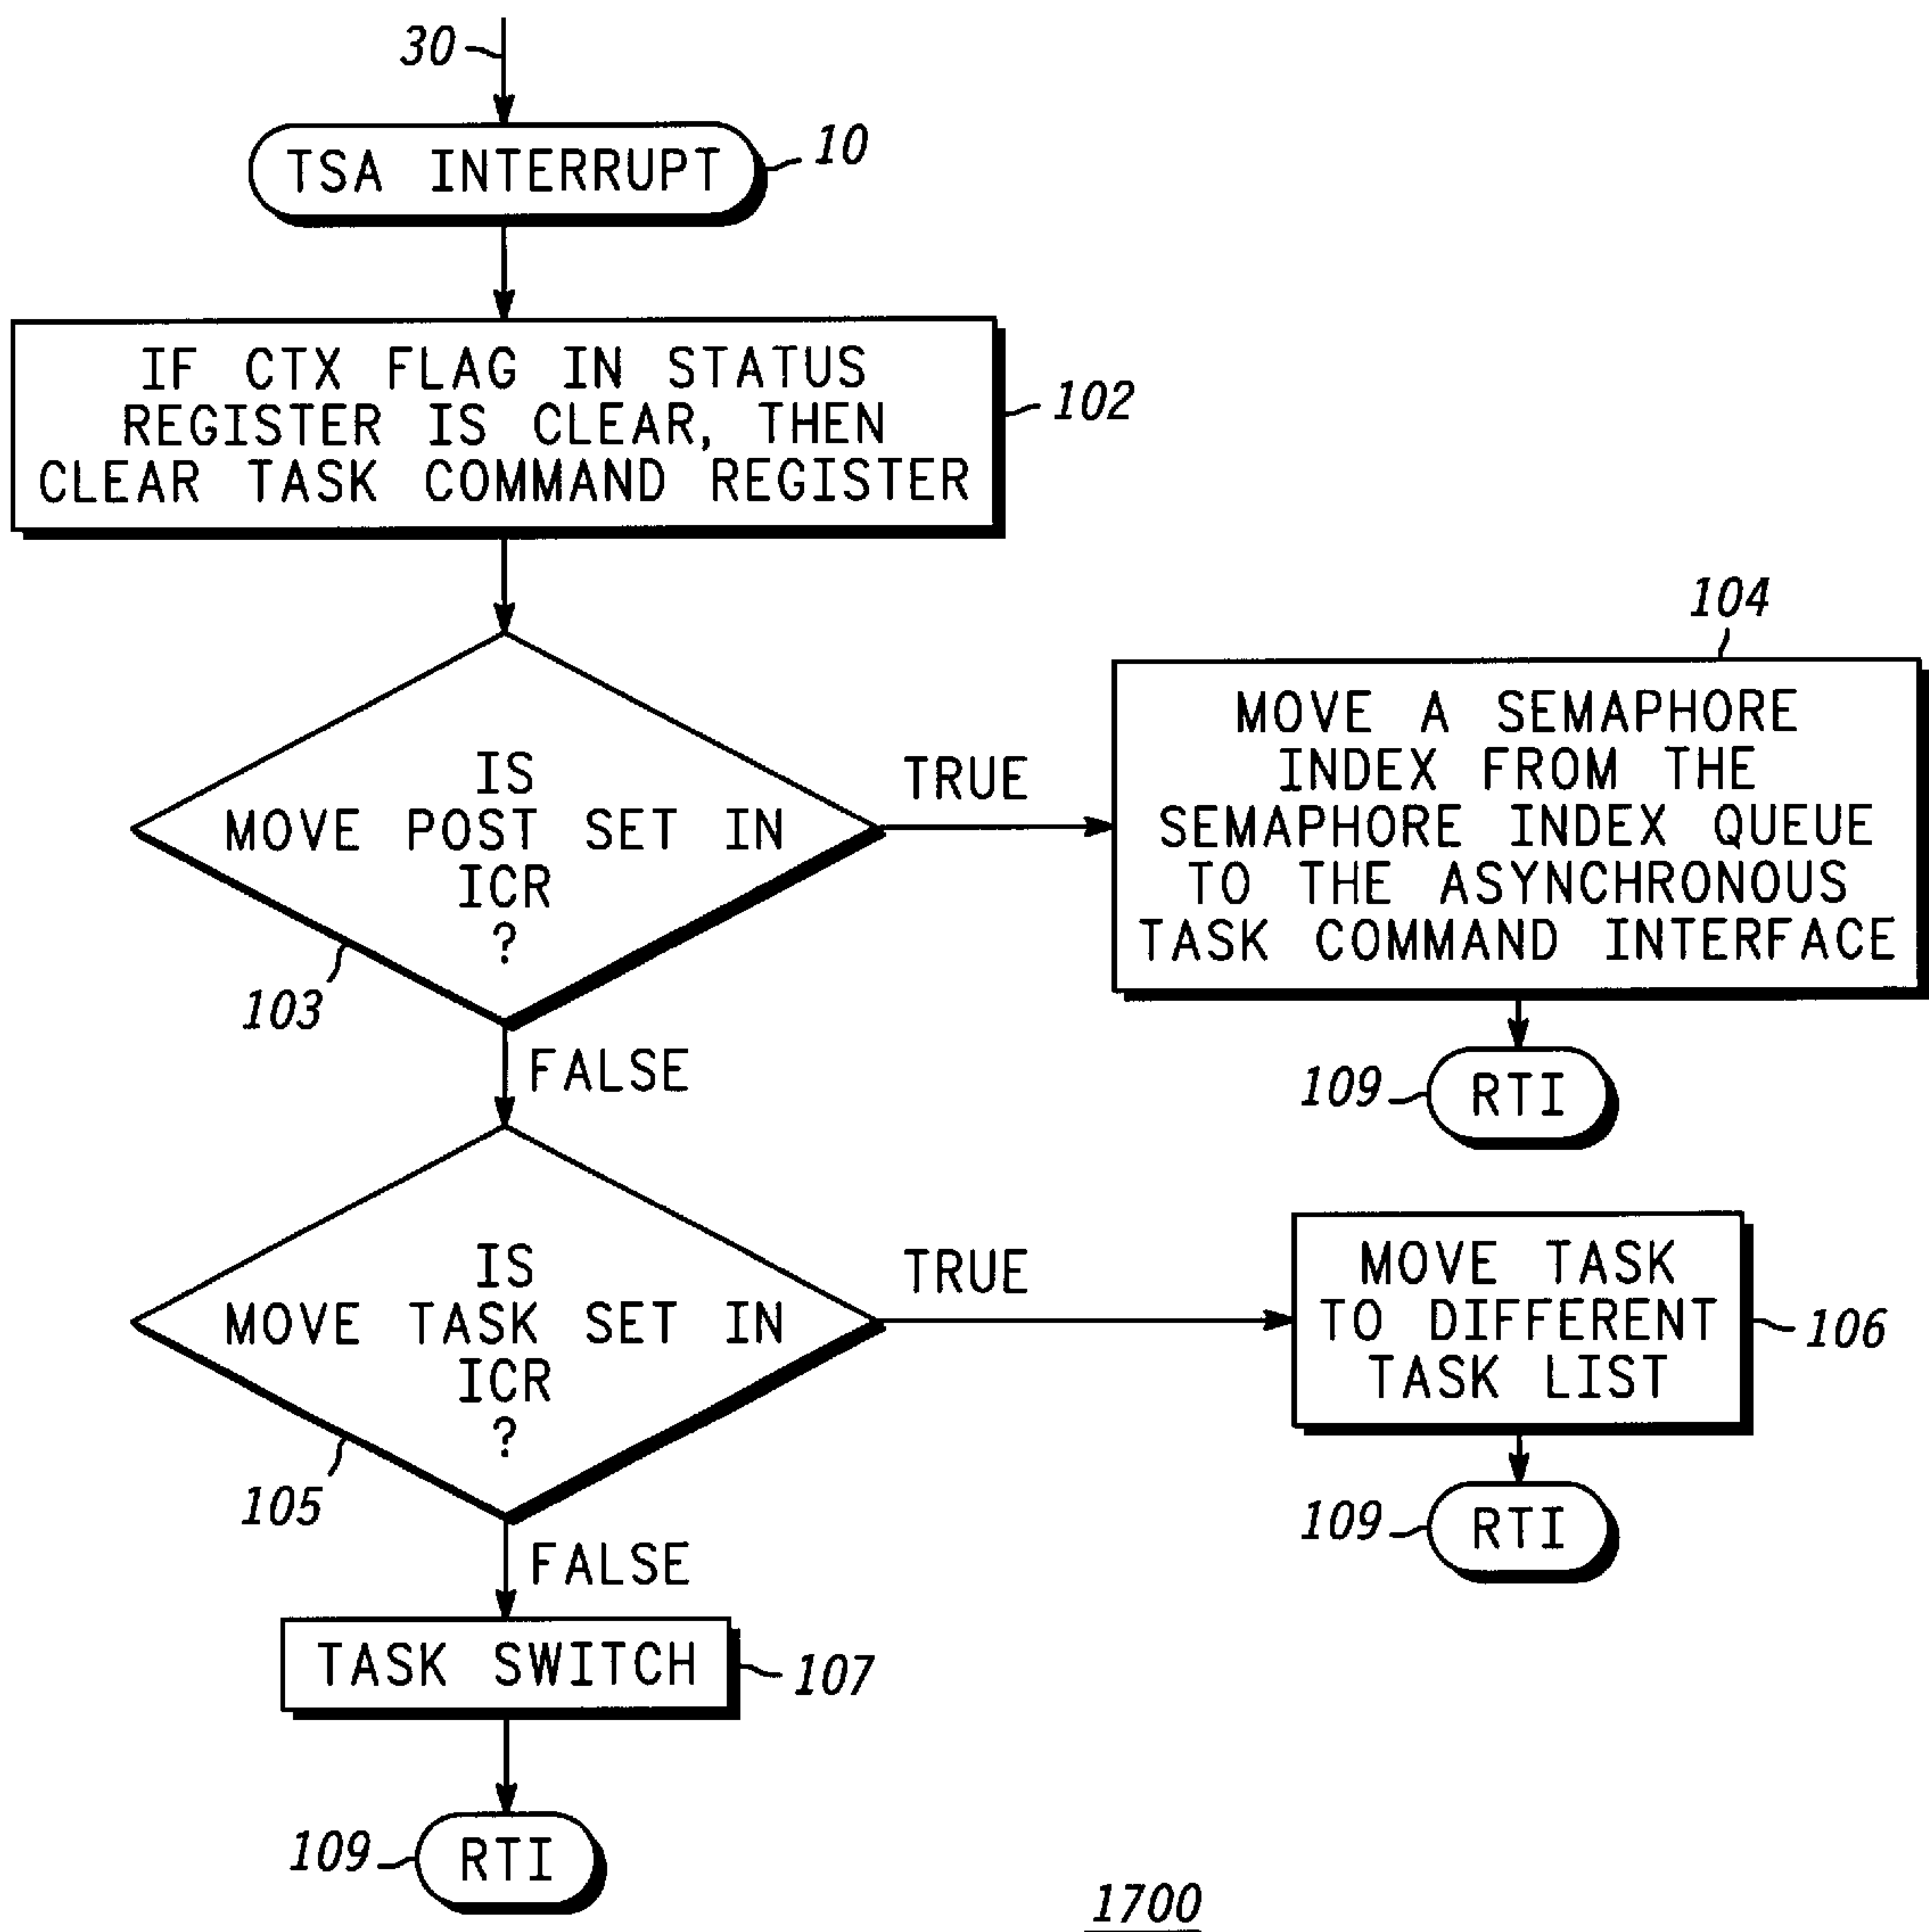 30
TSA INTERRUPT
10
IF CTX FLAG IN STATUS
REGISTER IS CLEAR, THEN
CLEAR TASK COMMAND REGISTER
102
IS
MOVE POST SET IN
ICR
?
103
TRUE
104
MOVE A SEMAPHORE
INDEX FROM THE
SEMAPHORE INDEX QUEUE
TO THE ASYNCHRONOUS
TASK COMMAND INTERFACE
109
RTI
FALSE
IS
MOVE TASK SET IN
ICR
?
105
TRUE
MOVE TASK
TO DIFFERENT
TASK LIST
106
109
RTI
FALSE
TASK SWITCH
107
109
RTI
1700